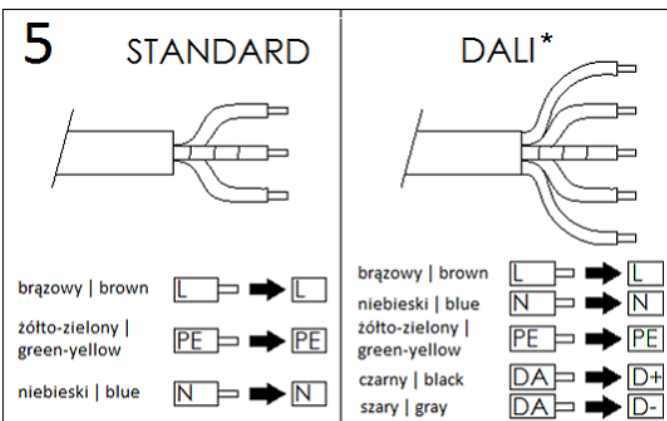 5 STANDARD
brązowy | brown L L
żółto-zielony |
green-yellow PE PE
niebieski | blue N N
DALI*
brązowy | brown L L
niebieski | blue N N
żółto-zielony |
green-yellow PE PE
czarny | black DA D+
szary | gray DA D-